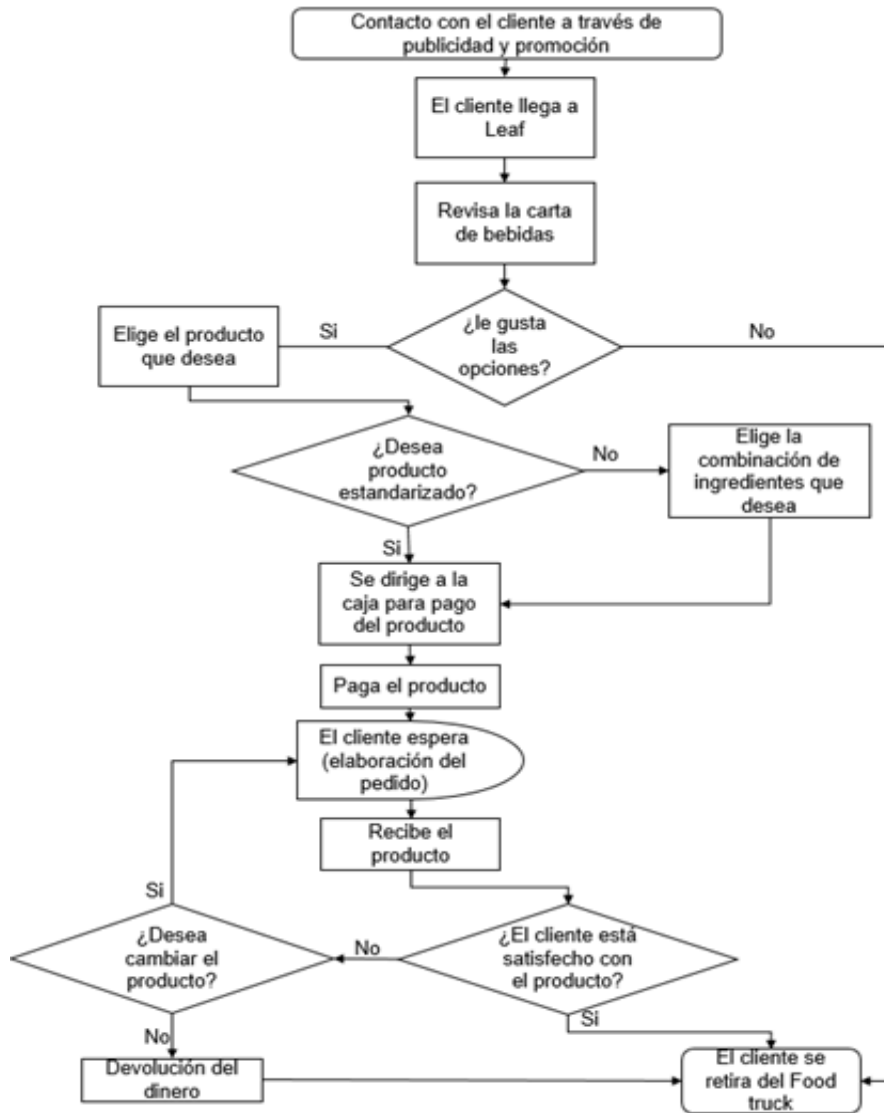 Contacto con el cliente a través de
publicidad y promoción
El cliente llega a
Leaf
Revisa la carta
de bebidas
¿le gusta
las
opciones?
Si
No
Elige el producto
que desea
¿Desea
producto
estandarizado?
No
Elige la
combinación de
ingredientes que
desea
Si
Se dirige a la
caja para pago
del producto
Paga el producto
El cliente espera
(elaboración del
pedido)
Recibe el
producto
¿El cliente está
satisfecho con
el producto?
No
Si
¿Desea
cambiar el
producto?
Si
No
Devolución del
dinero
El cliente se
retira del Food
truck